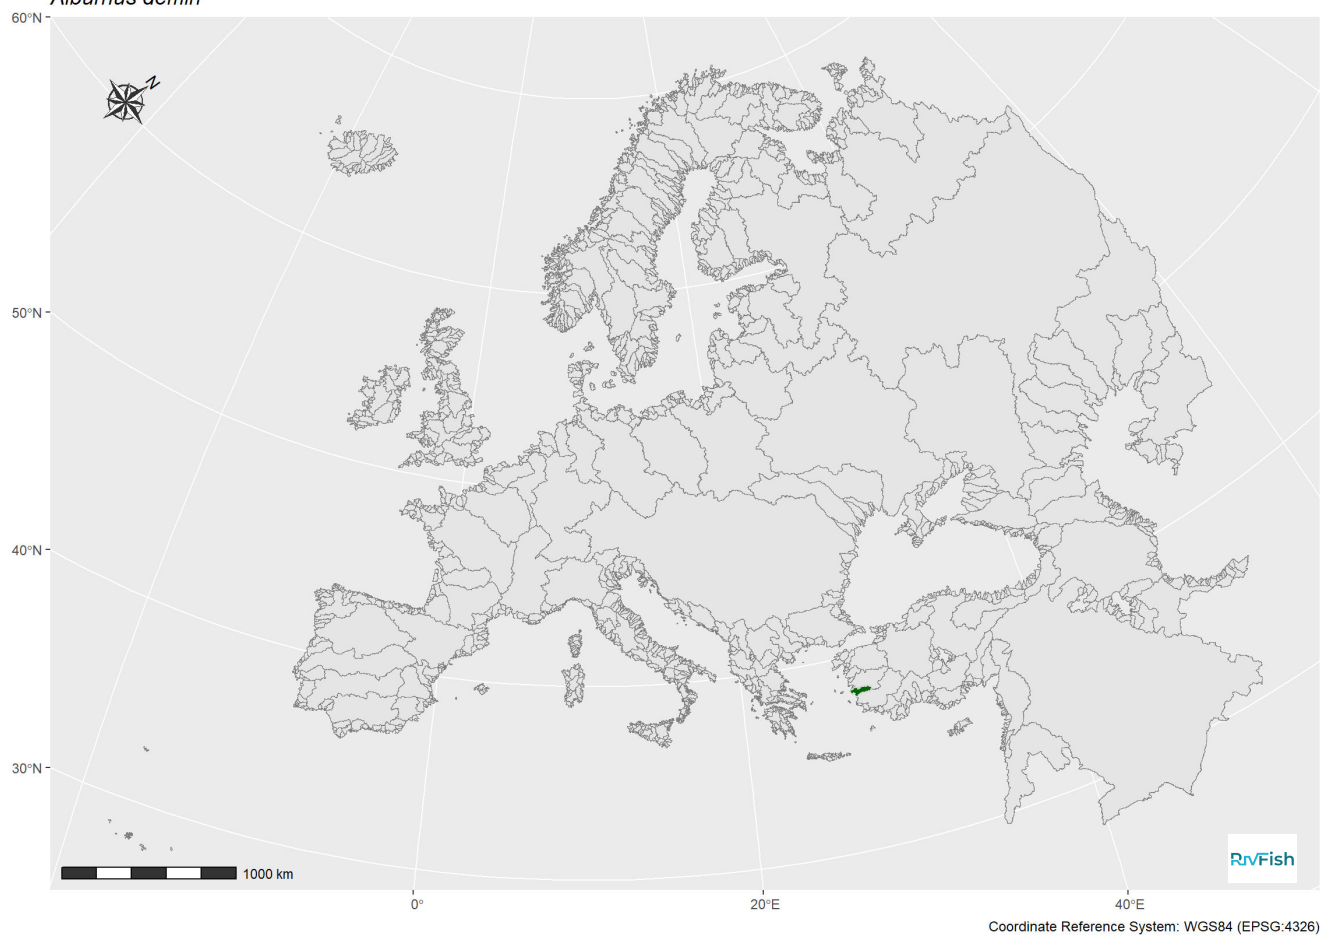 Alburnus demiri
60°N
N
50°N
40°N
30°N
1000 km
RivFish
0°
20°E
40°E
Coordinate Reference System: WGS84 (EPSG:4326)